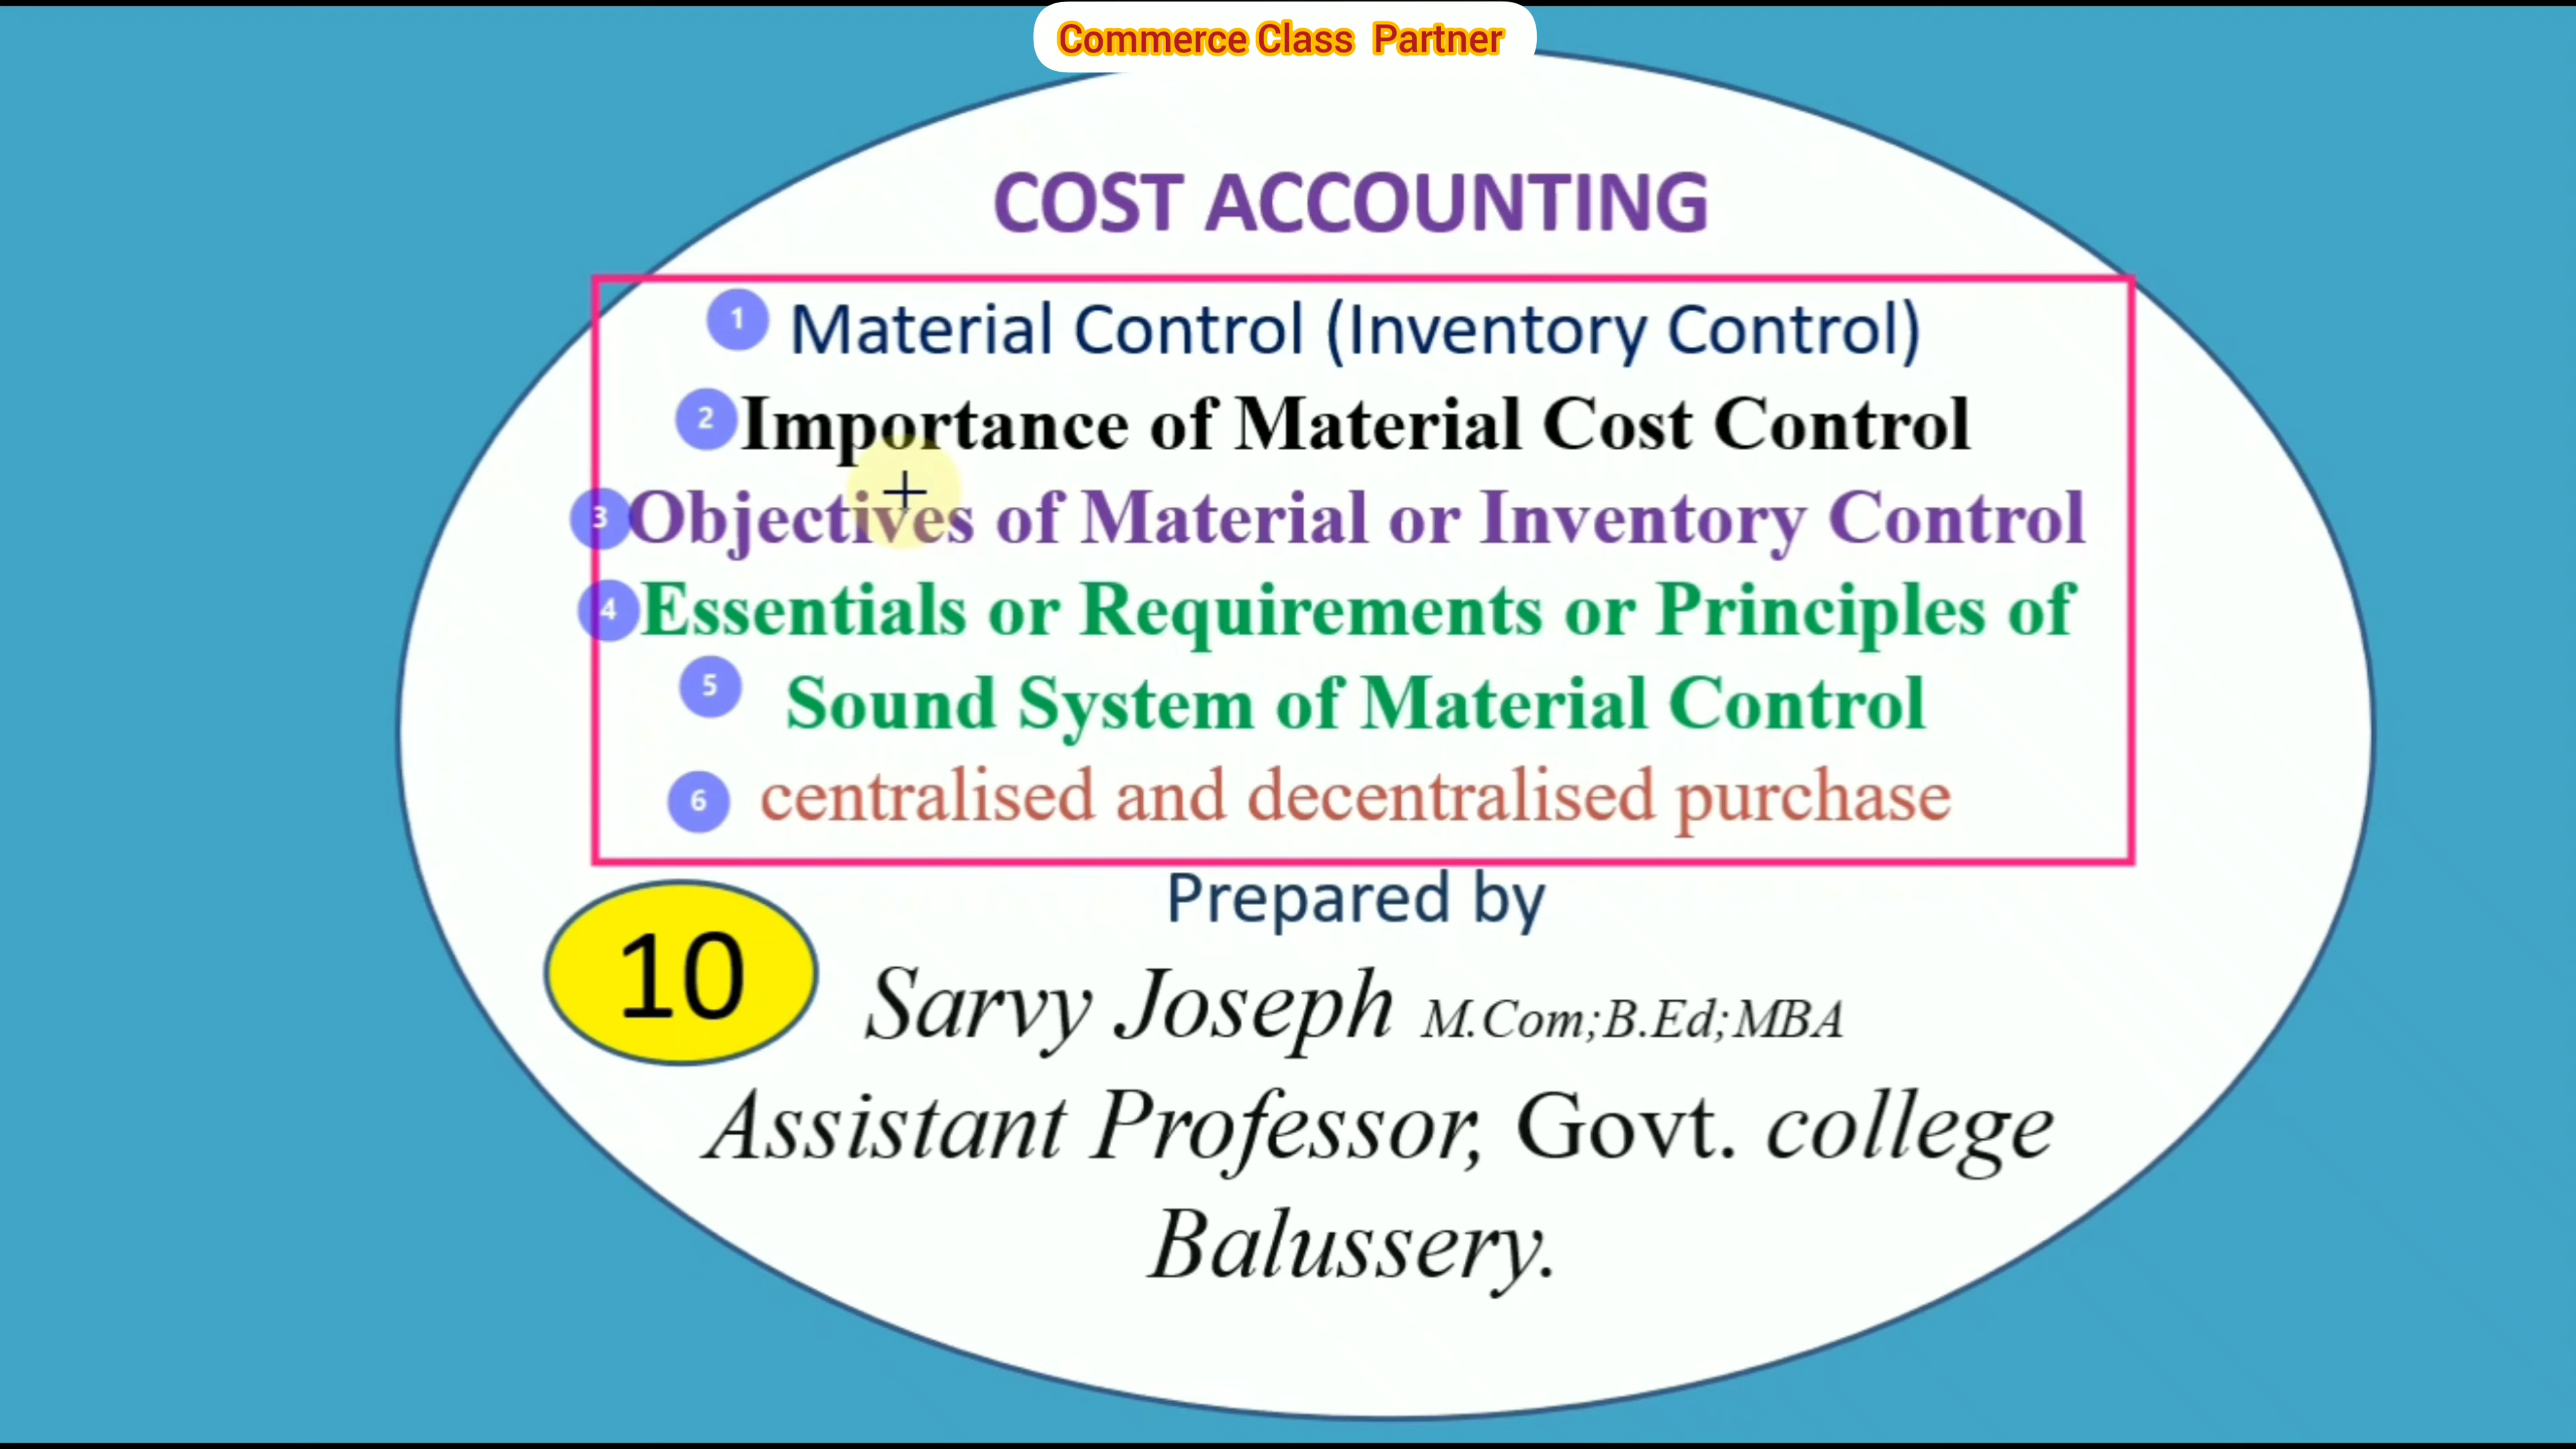 Commerce Class Partner
COST ACCOUNTING
1 Material Control (Inventory Control)
2 Importance of Material Cost Control
3 Objectives of Material or Inventory Control
4 Essentials or Requirements or Principles of
5 Sound System of Material Control
6 centralised and decentralised purchase
Prepared by
10
Sarvy Joseph M.Com;B.Ed;MBA
Assistant Professor, Govt. college
Balussery.